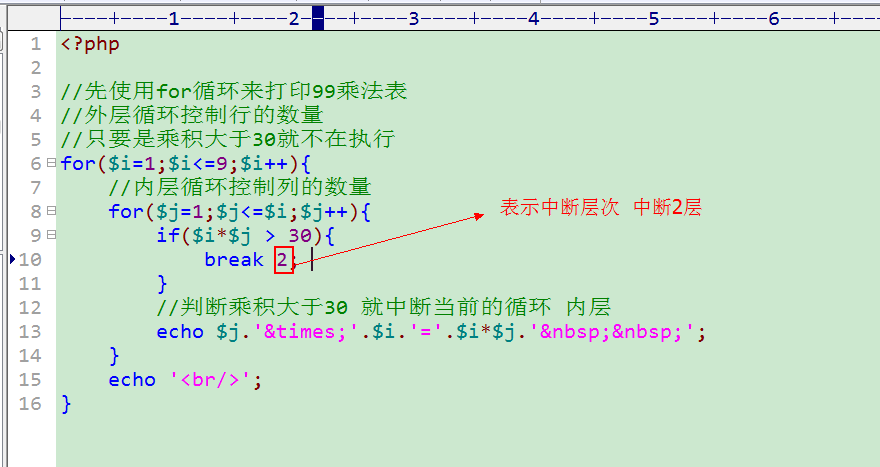 ----+----1----+----2----+----3----+----4----+----5----+----6----+----
1 <?php
2
3 //先使用for循环来打印99乘法表
4 //外层循环控制行的数量
5 //只要是乘积大于30就不在执行
6 for($i=1;$i<=9;$i++){
7 //内层循环控制列的数量
8 for($j=1;$j<=$i;$j++){
表示中断层次 中断2层
9 if($i*$j > 30){
10 break 2;
11 }
12 //判断乘积大于30 就中断当前的循环 内层
13 echo $j.'&times;'.$i.'='.$i*$j.'&nbsp;&nbsp;';
14 }
15 echo '<br/>';
16 }